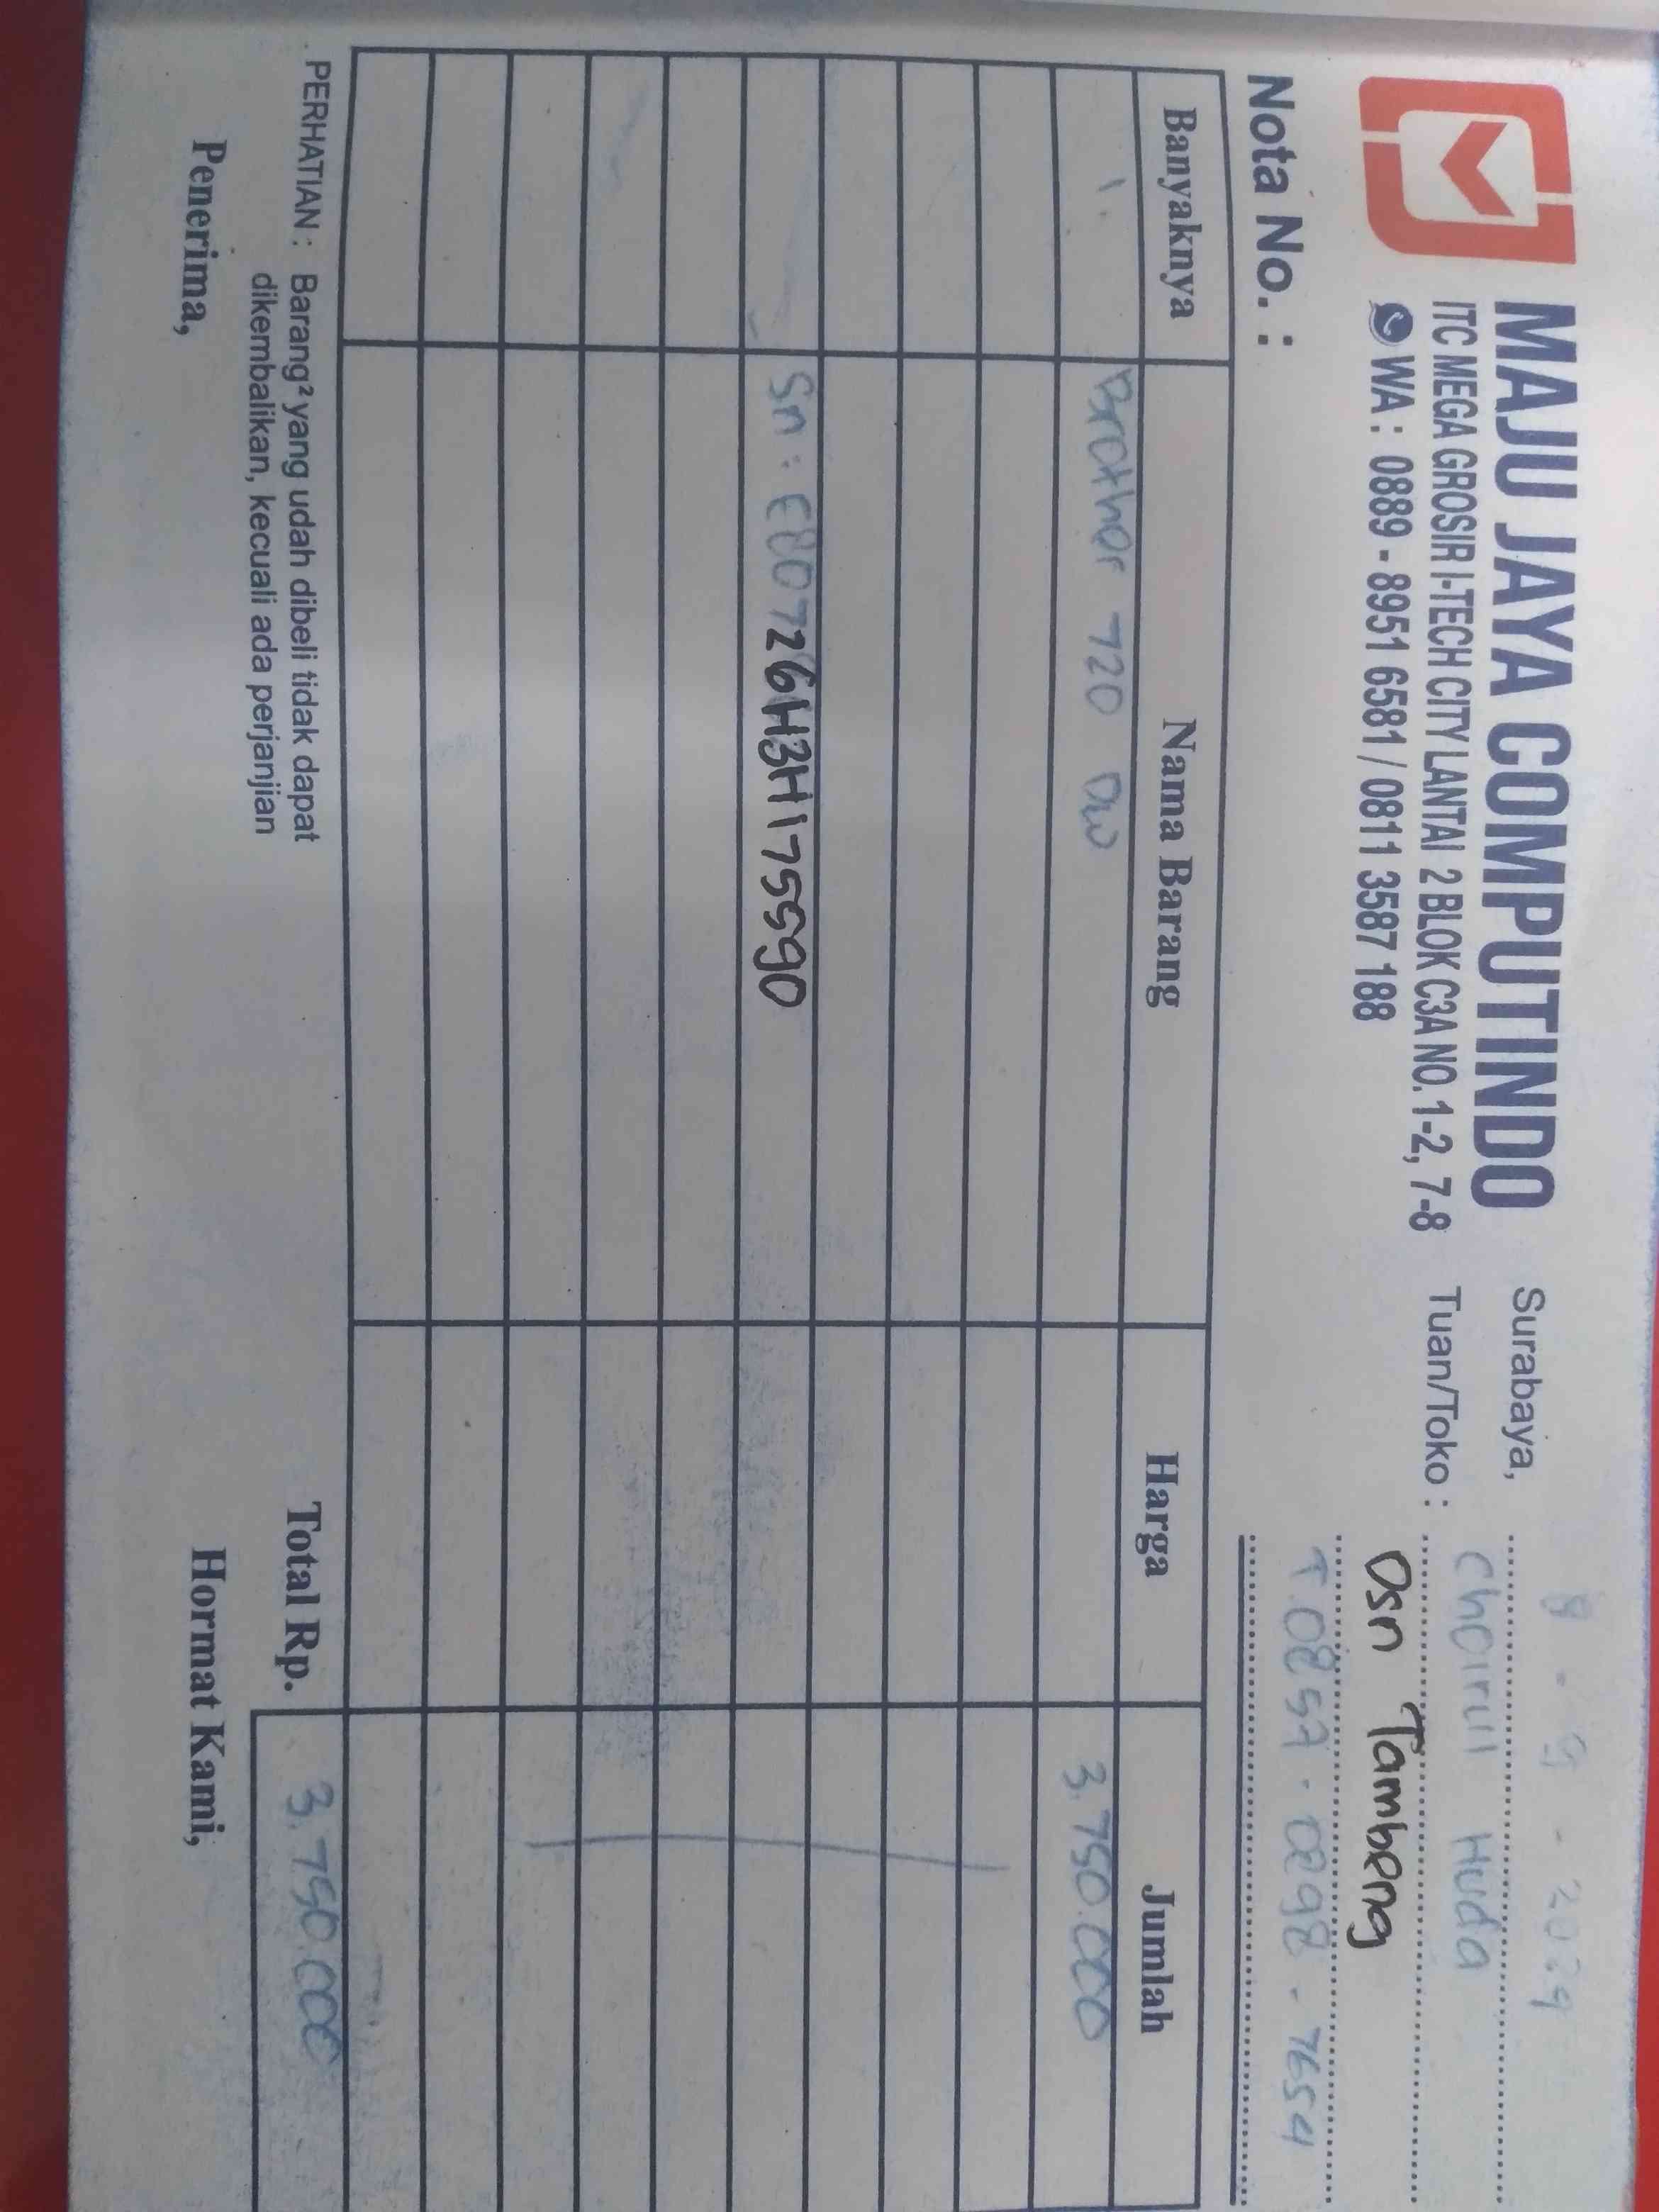 MAJU JAYA COMPUTINDO
ITC MEGA GROSIR I-TECH CITY LANTAI 2 BLOK C3A NO. 1-2, 7-8
WA : 0889 - 8951 6581 / 0811 3587 188
Surabaya, 8 - 9 - 2024
Tuan/Toko : Choirul Huda
Dsn Tambeng
T. 0857 - 0898 - 7654
Nota No. :
Banyaknya Nama Barang Harga Jumlah
1. Brother 720 DW 3.750.000
Sn : E80726H3H175590
PERHATIAN : Barang² yang udah dibeli tidak dapat
dikembalikan, kecuali ada perjanjian
Total Rp. 3.750.000
Penerima, Hormat Kami,